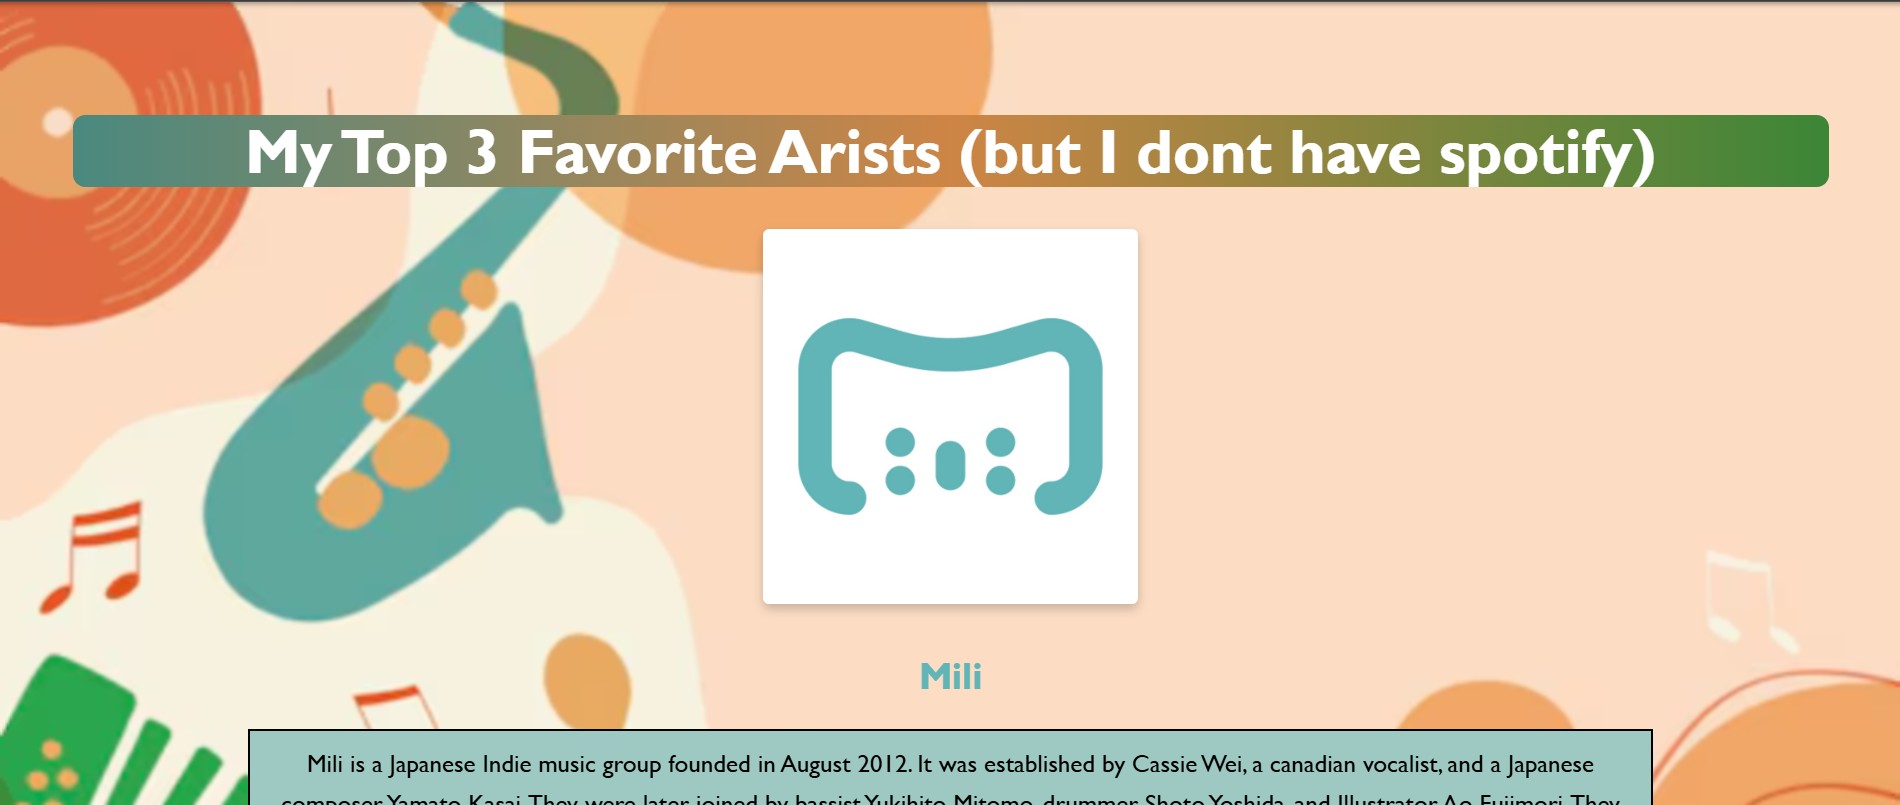 My Top 3 Favorite Arists (but I dont have spotify)
Mili
Mili is a Japanese Indie music group founded in August 2012. It was established by Cassie Wei, a canadian vocalist, and a Japanese
composer Yamato Kasai. They were later joined by bassist Yukihito Mitomo, drummer Shoto Yoshida, and Illustrator Ao Fujimori. They